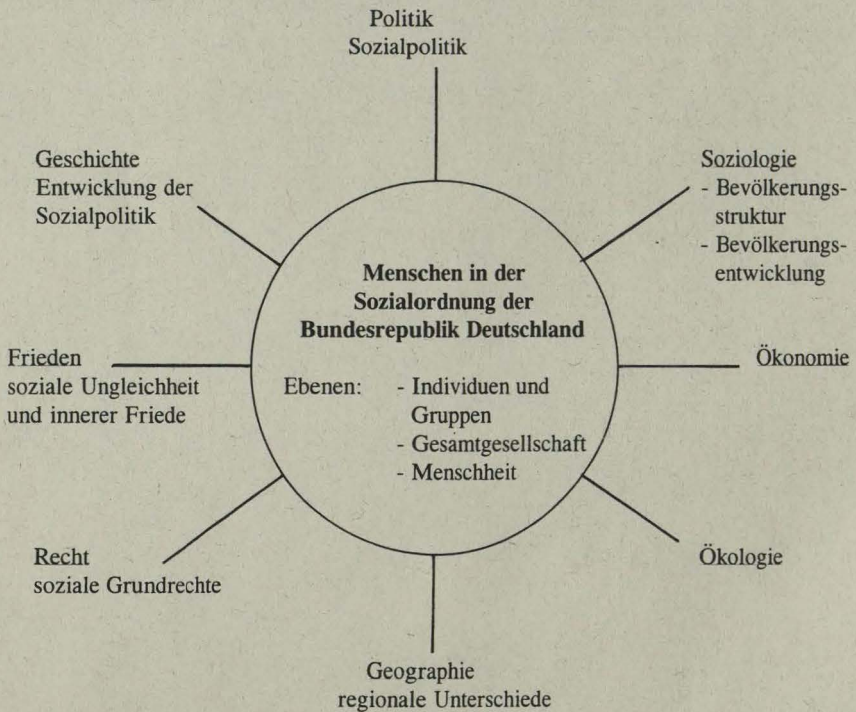 Politik
Sozialpolitik
Geschichte
Entwicklung der
Sozialpolitik
Soziologie
- Bevölkerungs-
struktur
- Bevölkerungs-
entwicklung
Menschen in der
Sozialordnung der
Bundesrepublik Deutschland
Ebenen: - Individuen und
Gruppen
- Gesamtgesellschaft
- Menschheit
Frieden
soziale Ungleichheit
und innerer Friede
Ökonomie
Recht
soziale Grundrechte
Ökologie
Geographie
regionale Unterschiede